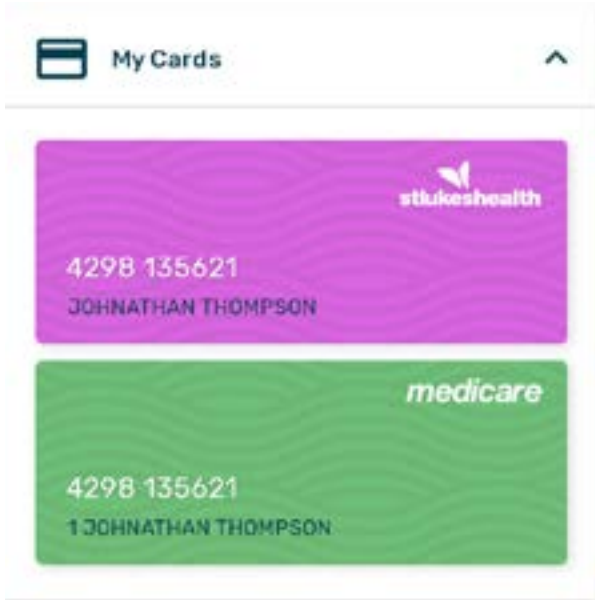 My Cards
stlukeshealth
4298 135621
JOHNATHAN THOMPSON
medicare
4298 135621
1 JOHNATHAN THOMPSON